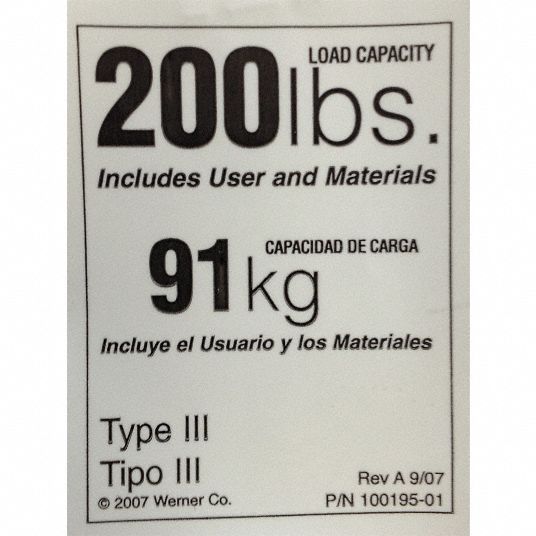 LOAD CAPACITY
200lbs.
Includes User and Materials
CAPACIDAD DE CARGA
91kg
Incluye el Usuario y los Materiales
Type III
Tipo III
© 2007 Werner Co.
Rev A 9/07
P/N 100195-01